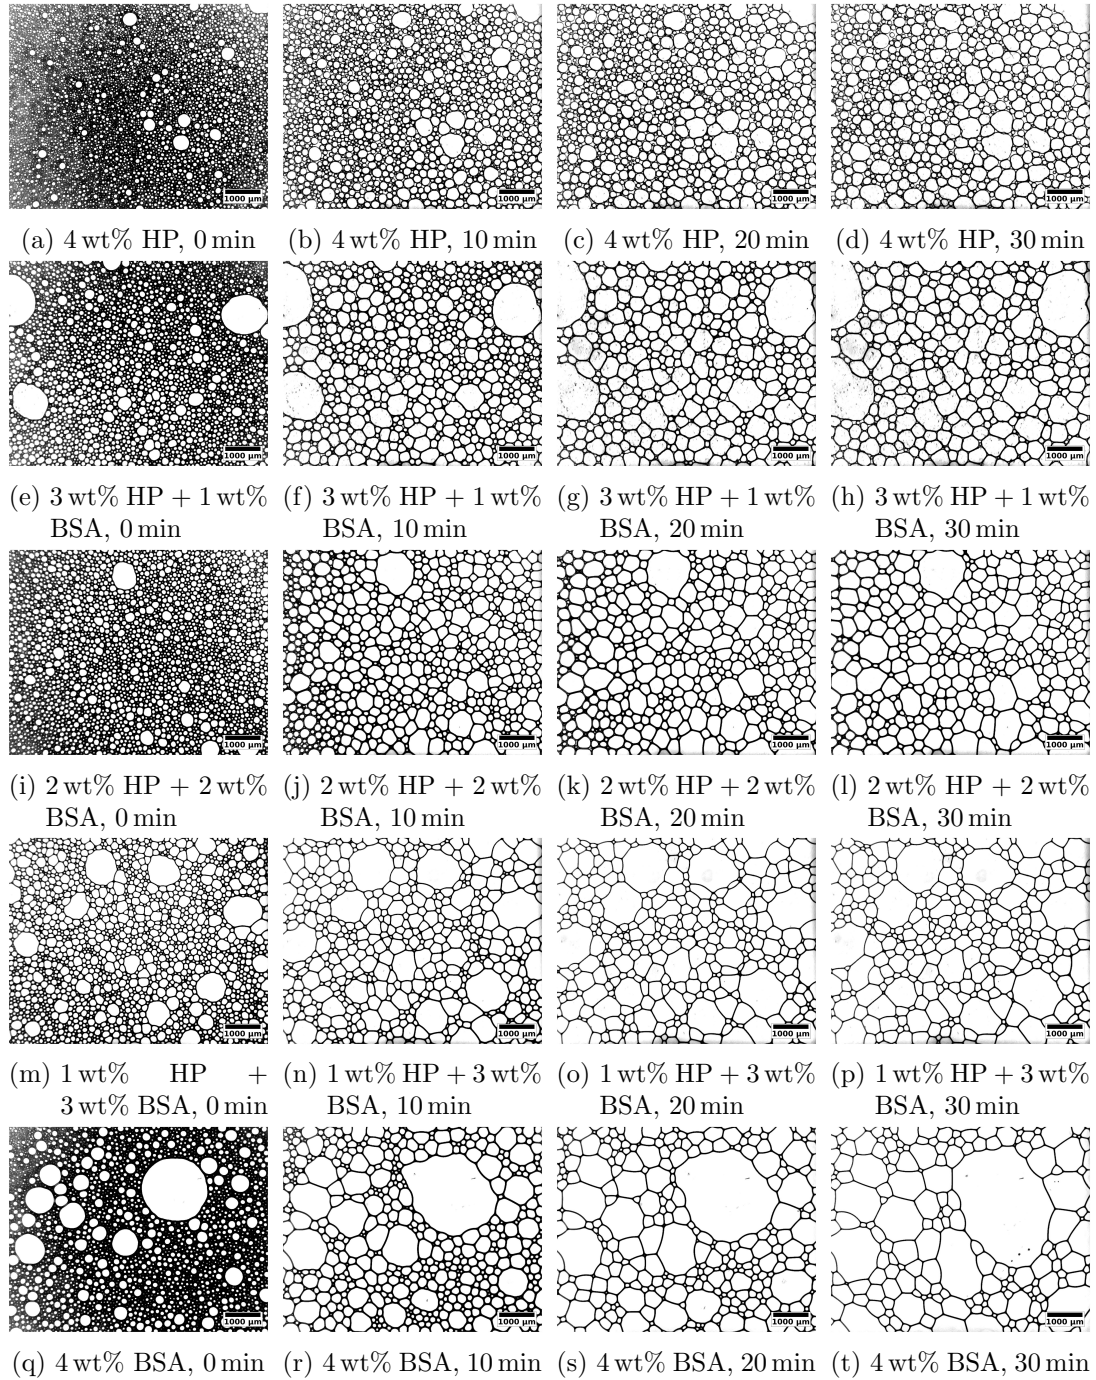 1000 µm 1000 µm 1000 µm 1000 µm
(a) 4 wt% HP, 0 min (b) 4 wt% HP, 10 min (c) 4 wt% HP, 20 min (d) 4 wt% HP, 30 min
1000 µm 1000 µm 1000 µm 1000 µm
(e) 3 wt% HP + 1 wt% (f) 3 wt% HP + 1 wt% (g) 3 wt% HP + 1 wt% (h) 3 wt% HP + 1 wt%
BSA, 0 min BSA, 10 min BSA, 20 min BSA, 30 min
1000 µm 1000 µm 1000 µm 1000 µm
(i) 2 wt% HP + 2 wt% (j) 2 wt% HP + 2 wt% (k) 2 wt% HP + 2 wt% (l) 2 wt% HP + 2 wt%
BSA, 0 min BSA, 10 min BSA, 20 min BSA, 30 min
1000 µm 1000 µm 1000 µm 1000 µm
(m) 1 wt% HP + (n) 1 wt% HP + 3 wt% (o) 1 wt% HP + 3 wt% (p) 1 wt% HP + 3 wt%
3 wt% BSA, 0 min BSA, 10 min BSA, 20 min BSA, 30 min
1000 µm 1000 µm 1000 µm 1000 µm
(q) 4 wt% BSA, 0 min (r) 4 wt% BSA, 10 min (s) 4 wt% BSA, 20 min (t) 4 wt% BSA, 30 min